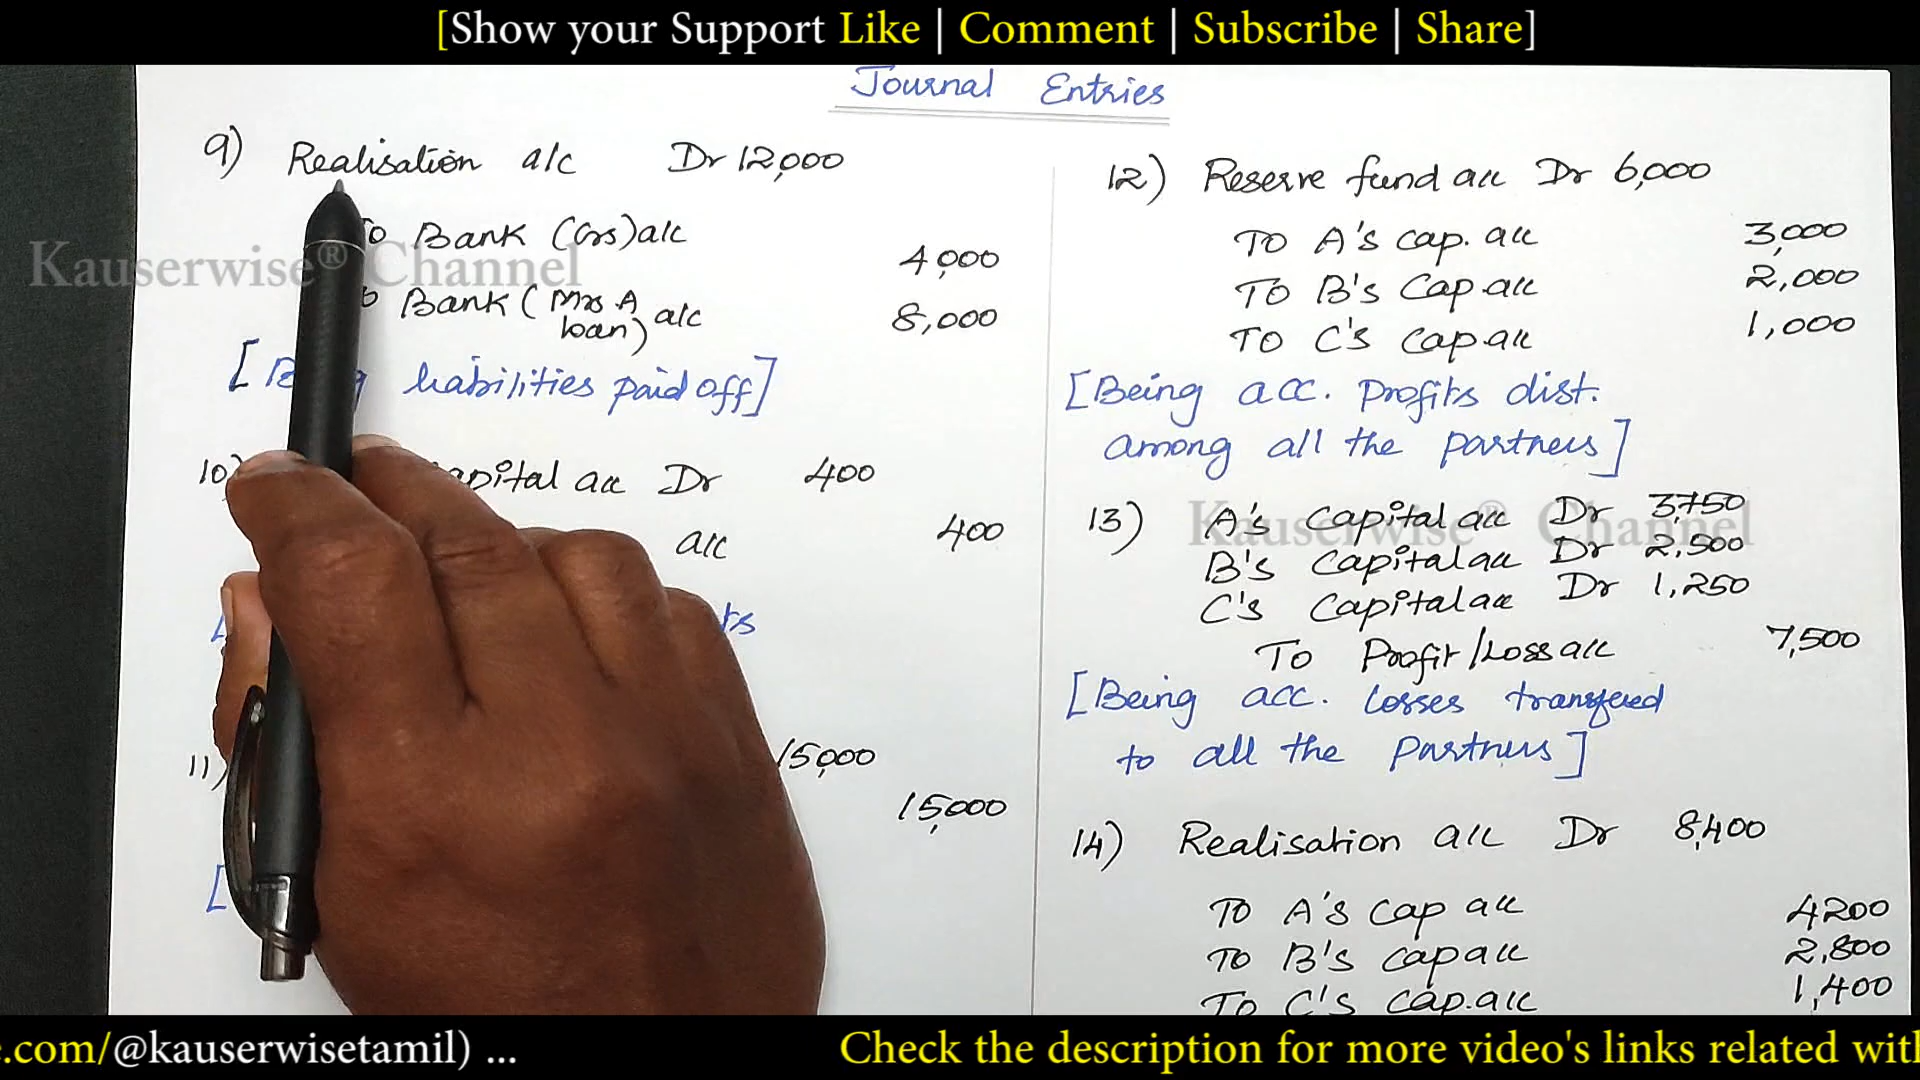 [Show your Support Like | Comment | Subscribe | Share]
Journal Entries
9) Realisation a/c Dr 12,000
To Bank (Crs) a/c 4,000
Bank (Mrs A loan) a/c 8,000
[ liabilities paid off]
10) Capital a/c Dr 400
a/c 400
11) 15,000
15,000
[
12) Reserve fund a/c Dr 6,000
To A's cap. a/c 3,000
To B's Cap. a/c 2,000
To C's Cap. a/c 1,000
[Being acc. Profits dist.
among all the partners]
13) A's Capital a/c Dr 3,750
B's Capital a/c Dr 2,500
C's Capital a/c Dr 1,250
To Profit/Loss a/c 7,500
[Being acc. losses transfered
to all the Partners]
14) Realisation a/c Dr 8,400
To A's Cap a/c 4200
To B's Cap a/c 2,800
To C's Cap. a/c 1,400
Kauserwise® Channel
Kauserwise® Channel
e.com/@kauserwisetamil) ...
Check the description for more video's links related with